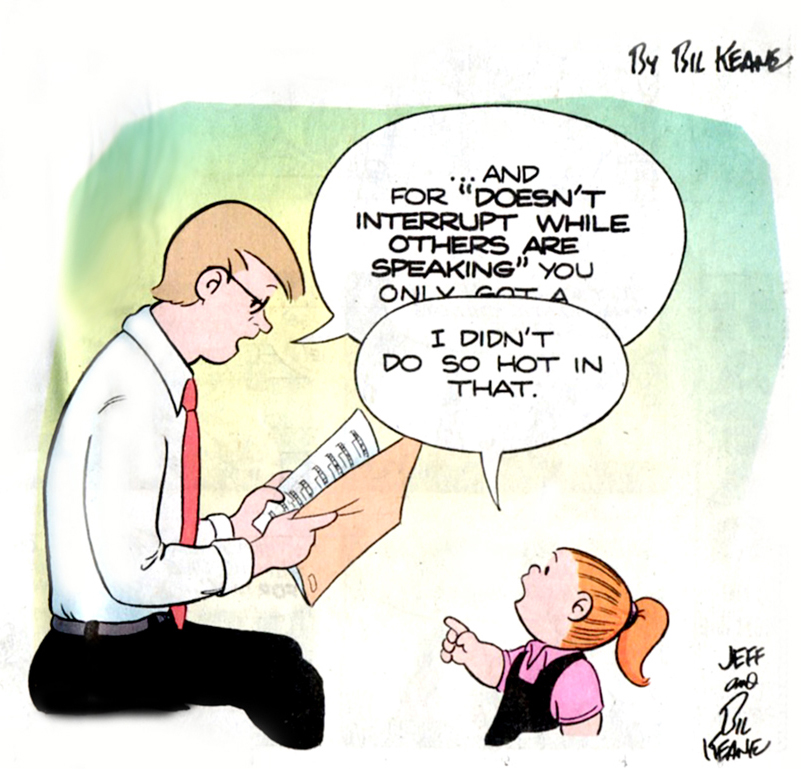 BY BIL KEANE
...AND
FOR "DOESN'T
INTERRUPT WHILE
OTHERS ARE
SPEAKING" YOU
ONLY GOT A
I DIDN'T
DO SO HOT IN
THAT.
JEFF
AND
BIL
KEANE